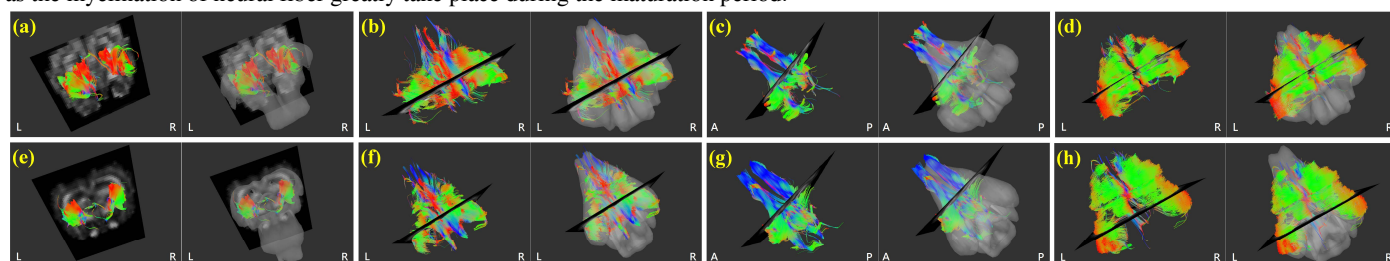 as the myelination of neural fiber greatly take place during the maturation period.
(a) (b) (c) (d)
L R L R A P L R
(e) (f) (g) (h)
L R L R A P L R